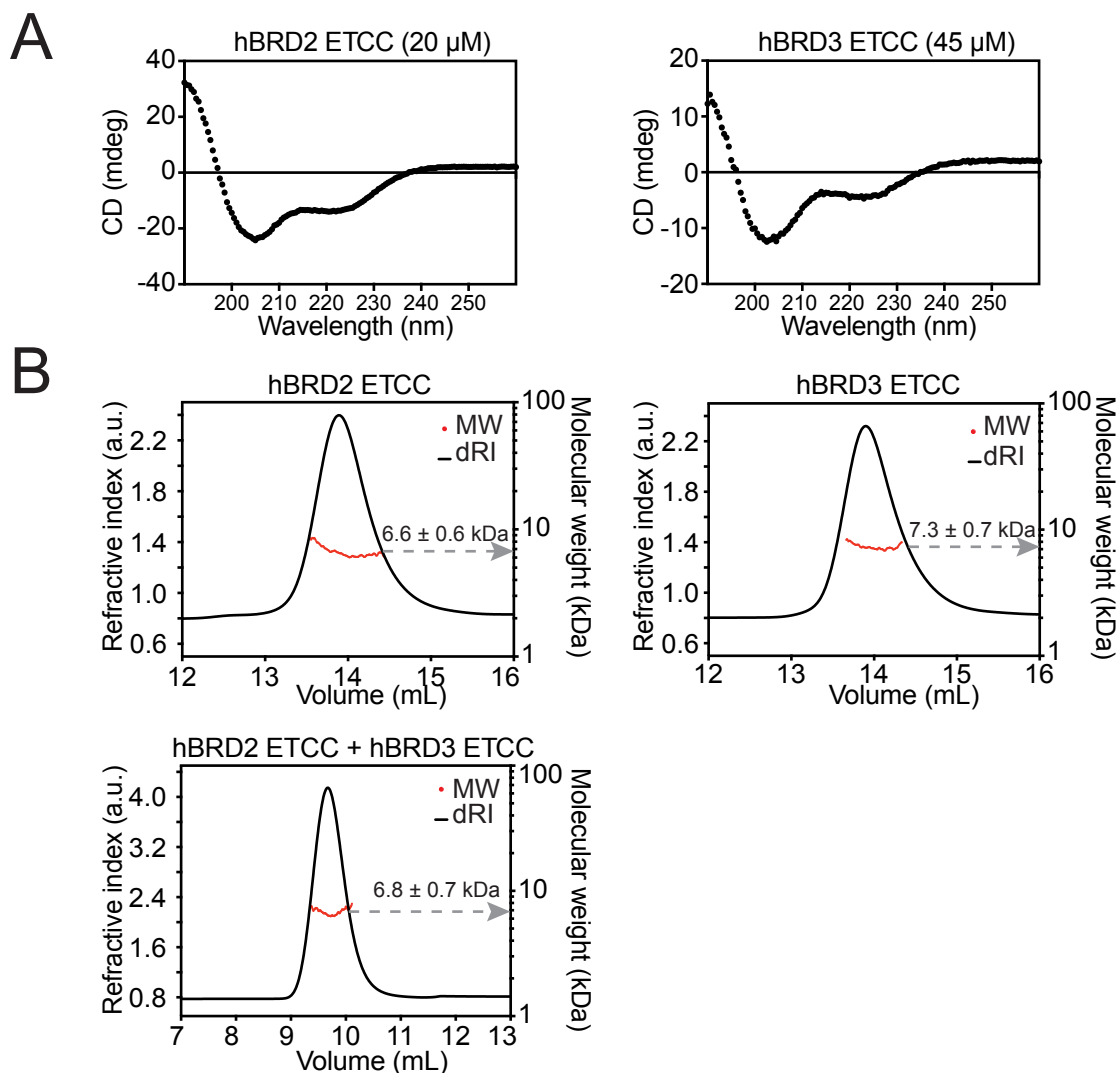 A
hBRD2 ETCC (20 µM)
40
20
0
-20
-40
CD (mdeg)
200 210 220 230 240 250
Wavelength (nm)
hBRD3 ETCC (45 µM)
20
10
0
-10
-20
CD (mdeg)
200 210 220 230 240 250
Wavelength (nm)
B
hBRD2 ETCC
2.2
1.8
1.4
1.0
0.6
Refractive index (a.u.)
MW
dRI
6.6 ± 0.6 kDa
100
10
1
Molecular weight (kDa)
12 13 14 15 16
Volume (mL)
hBRD3 ETCC
2.2
1.8
1.4
1.0
0.6
Refractive index (a.u.)
MW
dRI
7.3 ± 0.7 kDa
100
10
1
Molecular weight (kDa)
12 13 14 15 16
Volume (mL)
hBRD2 ETCC + hBRD3 ETCC
4.0
3.2
2.4
1.6
0.8
Refractive index (a.u.)
MW
dRI
6.8 ± 0.7 kDa
100
10
1
Molecular weight (kDa)
7 8 9 10 11 12 13
Volume (mL)